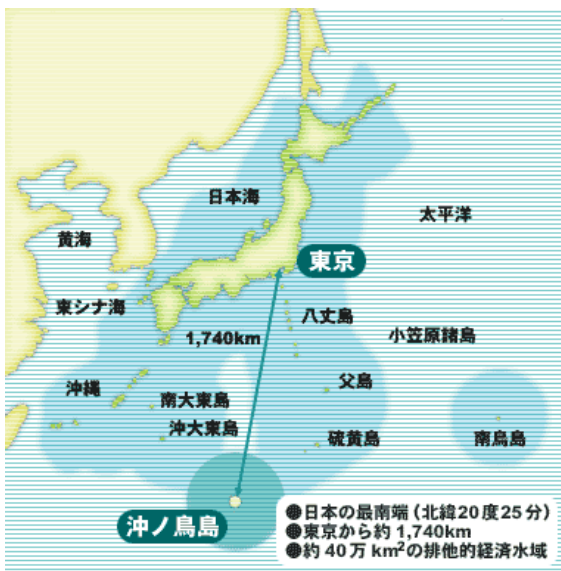 日本海
太平洋
黄海
東京
東シナ海
八丈島
1,740km
小笠原諸島
沖縄
父島
南大東島
沖大東島
硫黄島
南鳥島
沖ノ鳥島
●日本の最南端(北緯20度25分)
●東京から約1,740km
●約40万km²の排他的経済水域